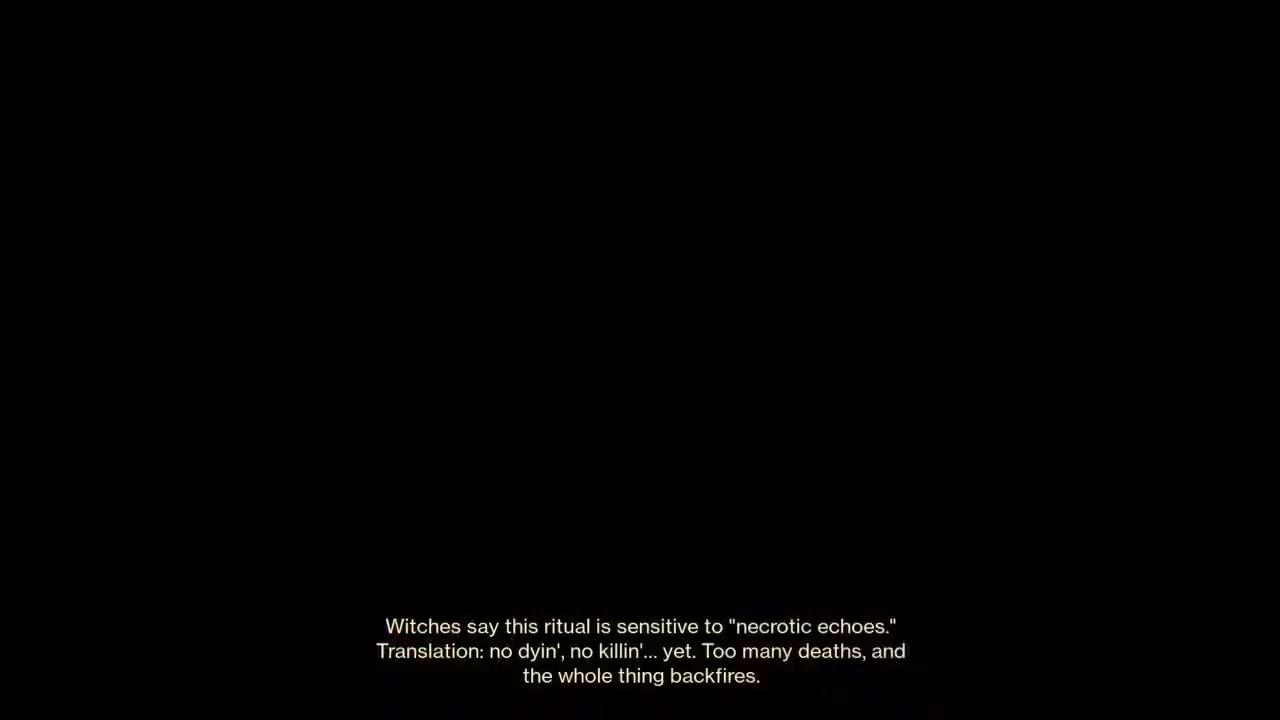 Witches say this ritual is sensitive to "necrotic echoes."
Translation: no dyin', no killin'... yet. Too many deaths, and
the whole thing backfires.